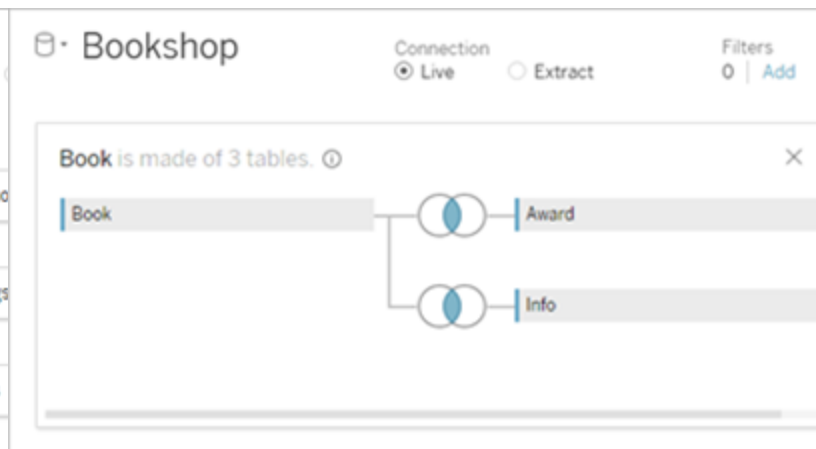 Bookshop
Connection
Live
Extract
Filters
0
Add
Book is made of 3 tables.
Book
Award
Info